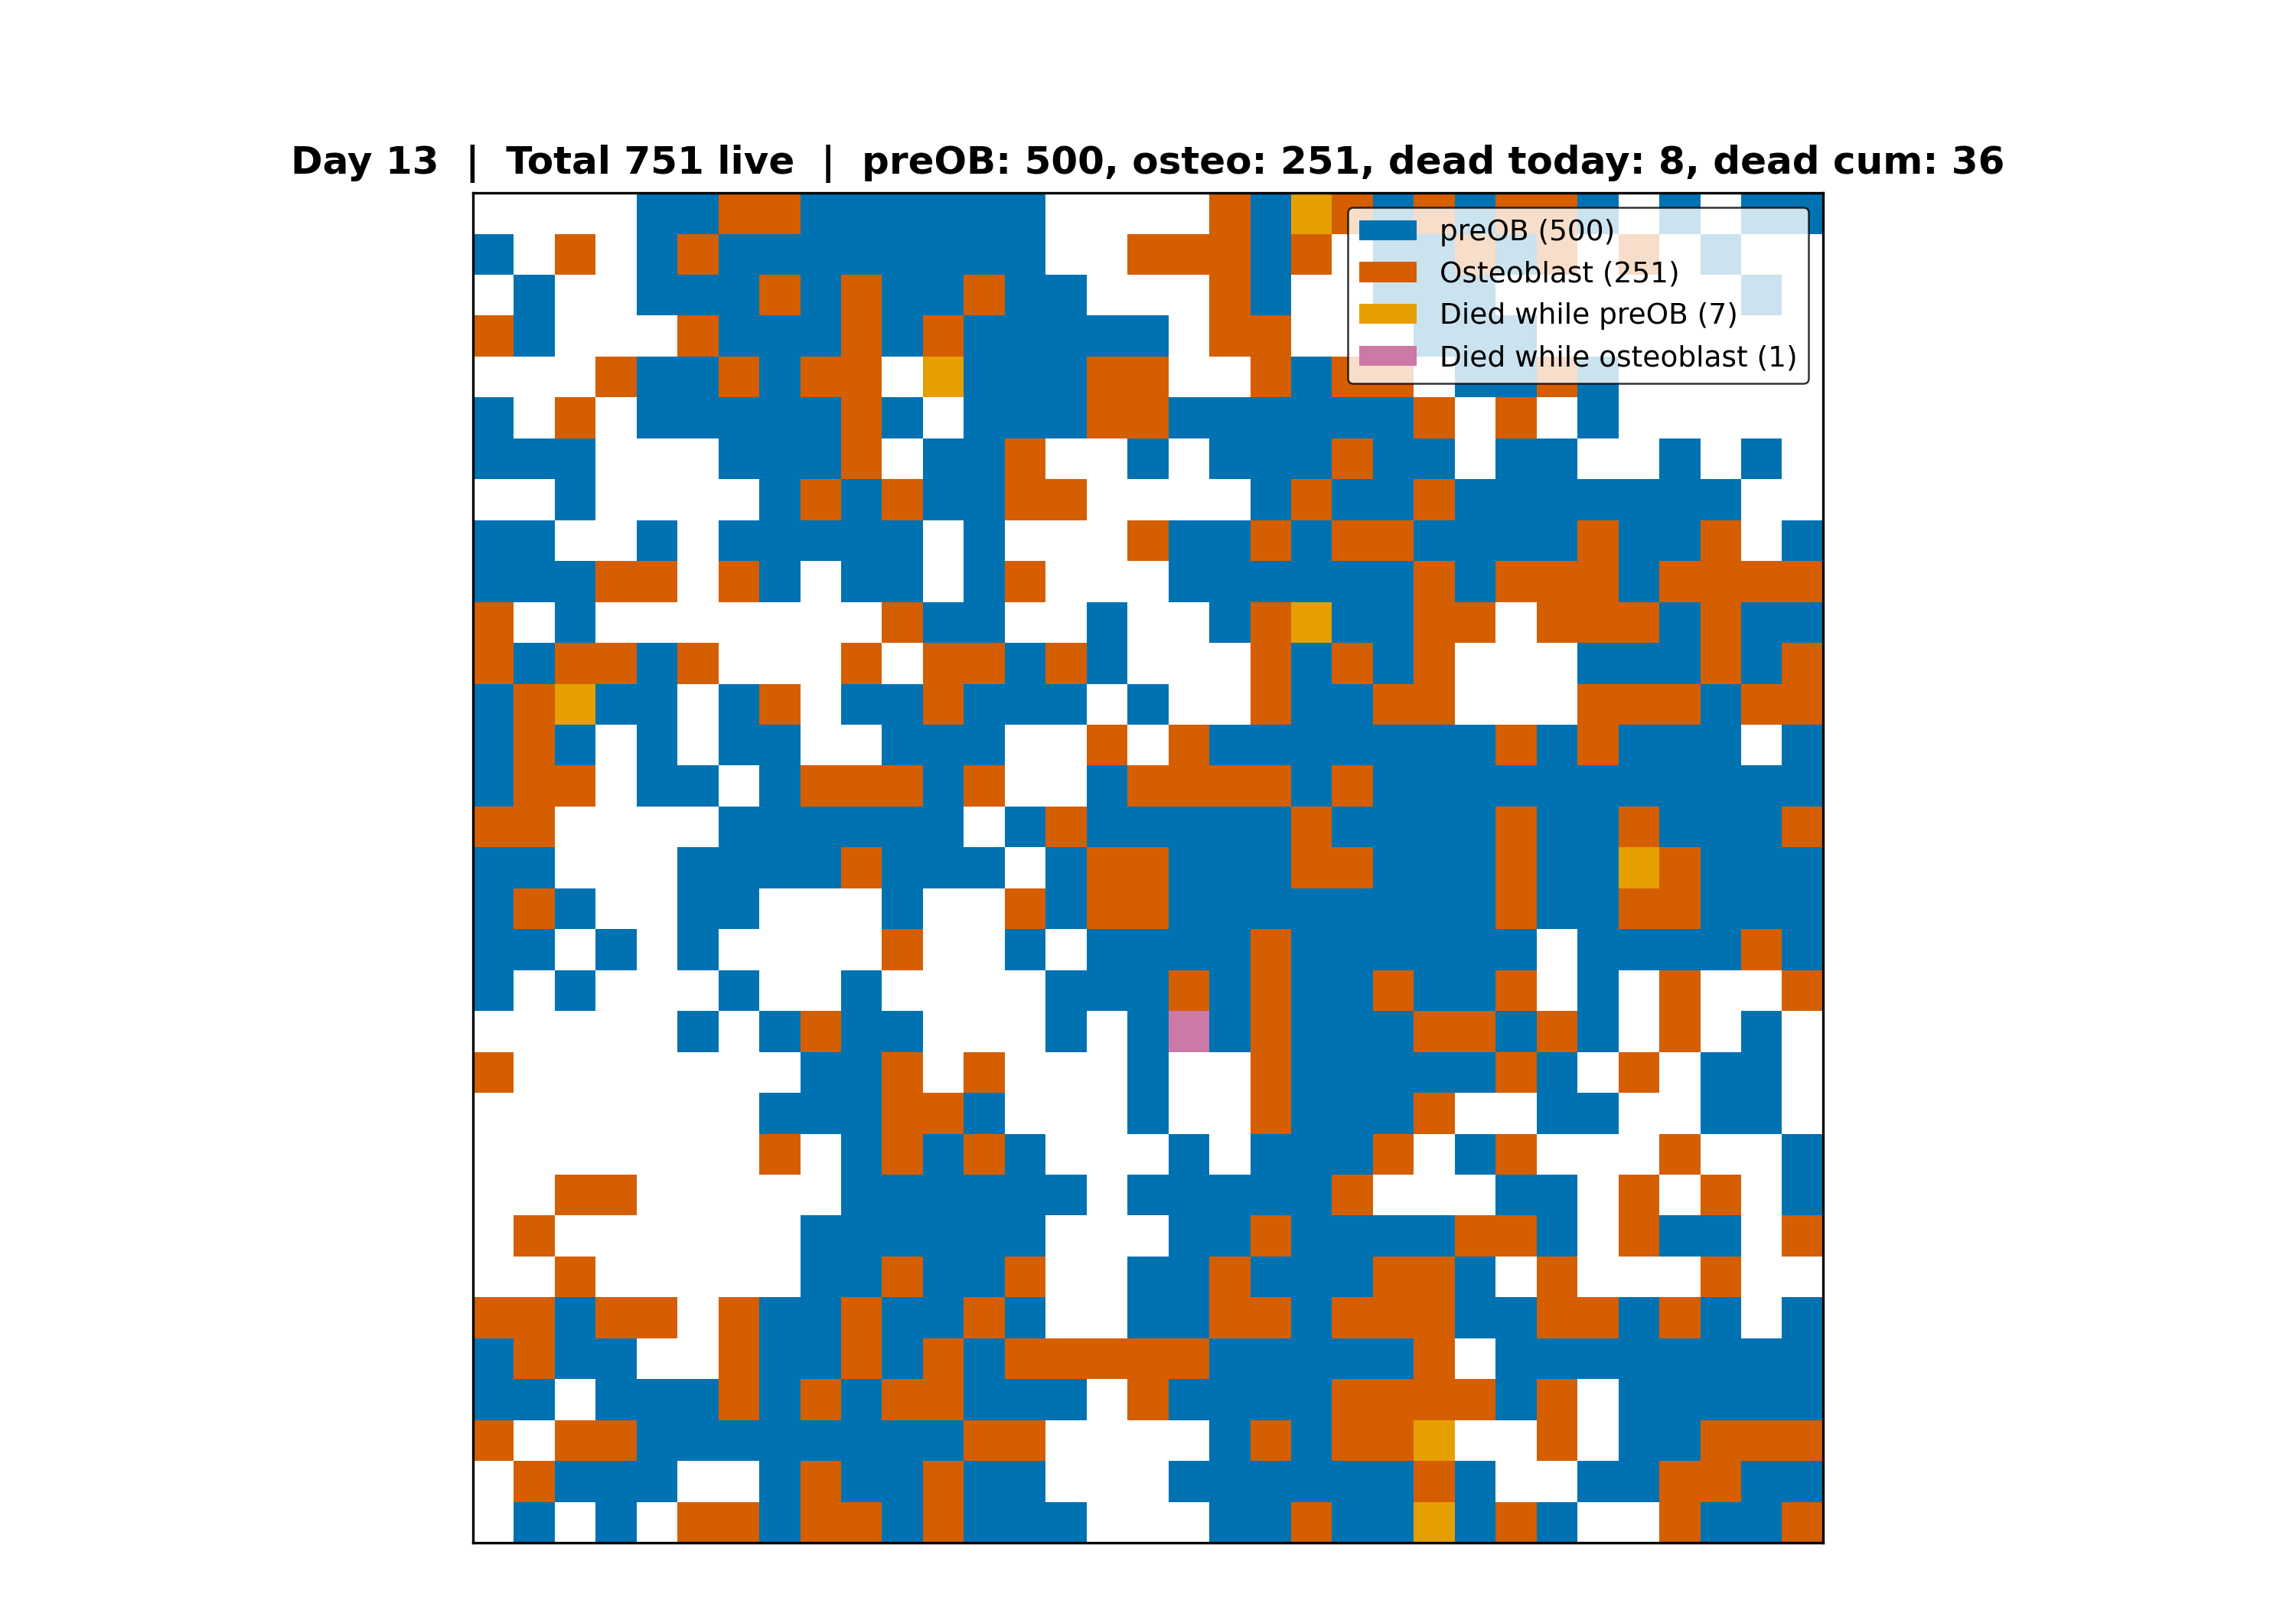 Day 13 | Total 751 live | preOB: 500, osteo: 251, dead today: 8, dead cum: 36
preOB (500)
Osteoblast (251)
Died while preOB (7)
Died while osteoblast (1)